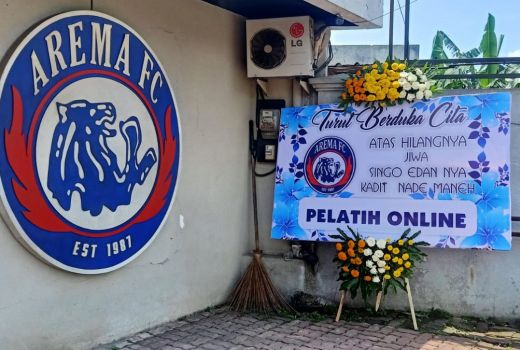 AREMA FC
EST 1987
LG
Turut Berduka Cita
AREMA FC
ATAS HILANGNYA
JIWA
SINGO EDAN NYA
KADIT NADE MANEH
PELATIH ONLINE